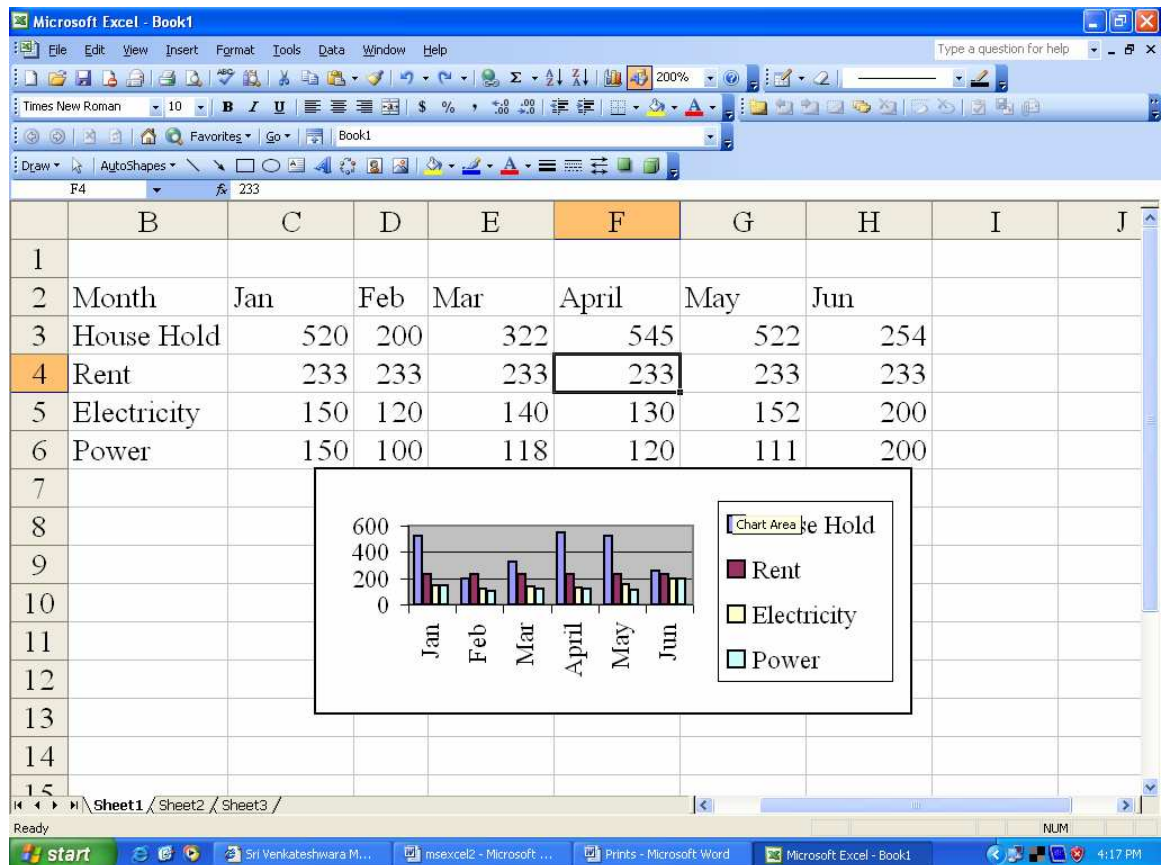 Microsoft Excel - Book1
File Edit View Insert Format Tools Data Window Help Type a question for help
200%
Times New Roman 10 B I U $ % ,
Favorites Go Book1
Draw AutoShapes
F4 fx 233
B C D E F G H I J
1
2 Month Jan Feb Mar April May Jun
3 House Hold 520 200 322 545 522 254
4 Rent 233 233 233 233 233 233
5 Electricity 150 120 140 130 152 200
6 Power 150 100 118 120 111 200
7
8
9
10
11
12
13
14
15
600
400
200
0
Jan Feb Mar April May Jun
Chart Area se Hold
Rent
Electricity
Power
Sheet1 Sheet2 Sheet3
Ready NUM
start Sri Venkateshwara M... msexcel2 - Microsoft ... Prints - Microsoft Word Microsoft Excel - Book1 4:17 PM